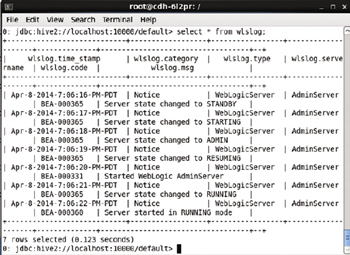 root@cdh-6l2pr: /
File Edit View Search Terminal Help
0: jdbc:hive2://localhost:10000/default> select * from wlslog;
| wlslog.time_stamp | wlslog.category | wlslog.type | wlslog.serve
rname | wlslog.code | wlslog.msg |
| Apr-8-2014-7:06:16-PM-PDT | Notice | WebLogicServer | AdminServer
| BEA-000365 | Server state changed to STANDBY |
| Apr-8-2014-7:06:17-PM-PDT | Notice | WebLogicServer | AdminServer
| BEA-000365 | Server state changed to STARTING |
| Apr-8-2014-7:06:18-PM-PDT | Notice | WebLogicServer | AdminServer
| BEA-000365 | Server state changed to ADMIN |
| Apr-8-2014-7:06:19-PM-PDT | Notice | WebLogicServer | AdminServer
| BEA-000365 | Server state changed to RESUMING |
| Apr-8-2014-7:06:20-PM-PDT | Notice | WebLogicServer | AdminServer
| BEA-000331 | Started WebLogic AdminServer |
| Apr-8-2014-7:06:21-PM-PDT | Notice | WebLogicServer | AdminServer
| BEA-000365 | Server state changed to RUNNING |
| Apr-8-2014-7:06:22-PM-PDT | Notice | WebLogicServer | AdminServer
| BEA-000360 | Server started in RUNNING mode |
7 rows selected (0.123 seconds)
0: jdbc:hive2://localhost:10000/default>